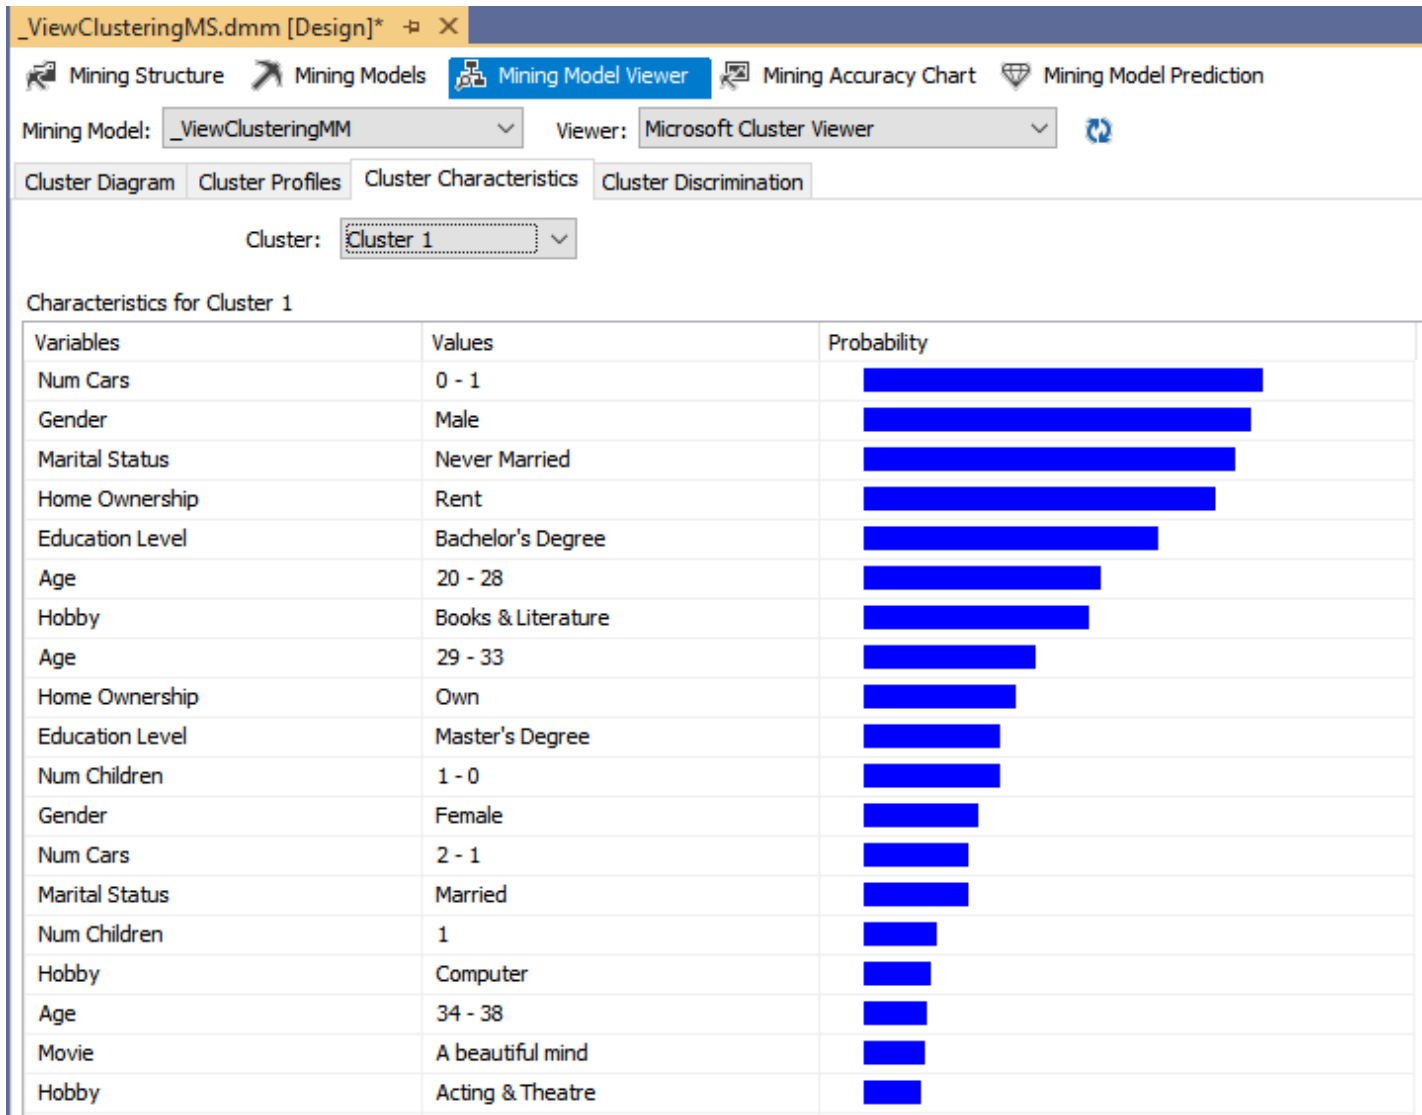 _ViewClusteringMS.dmm [Design]*
Mining Structure Mining Models Mining Model Viewer Mining Accuracy Chart Mining Model Prediction
Mining Model: _ViewClusteringMM Viewer: Microsoft Cluster Viewer
Cluster Diagram Cluster Profiles Cluster Characteristics Cluster Discrimination
Cluster: Cluster 1
Characteristics for Cluster 1
Variables Values Probability
Num Cars 0 - 1
Gender Male
Marital Status Never Married
Home Ownership Rent
Education Level Bachelor's Degree
Age 20 - 28
Hobby Books & Literature
Age 29 - 33
Home Ownership Own
Education Level Master's Degree
Num Children 1 - 0
Gender Female
Num Cars 2 - 1
Marital Status Married
Num Children 1
Hobby Computer
Age 34 - 38
Movie A beautiful mind
Hobby Acting & Theatre